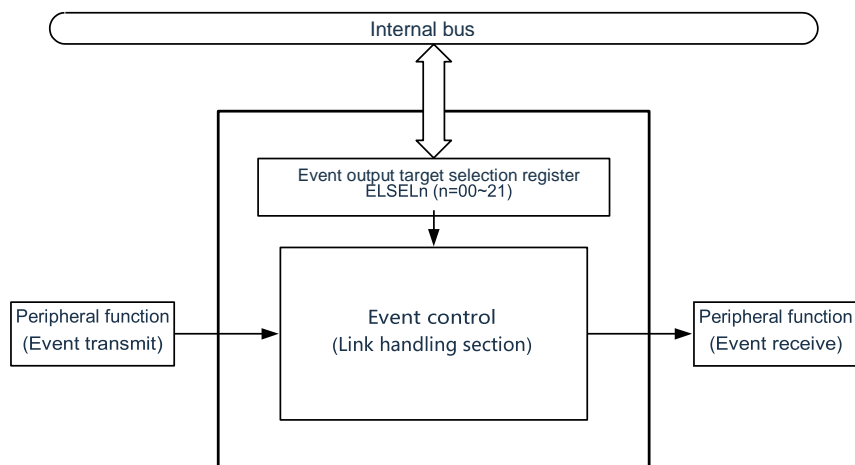 Internal bus
Event output target selection register
ELSELn (n=00~21)
Peripheral function
(Event transmit)
Event control
(Link handling section)
Peripheral function
(Event receive)